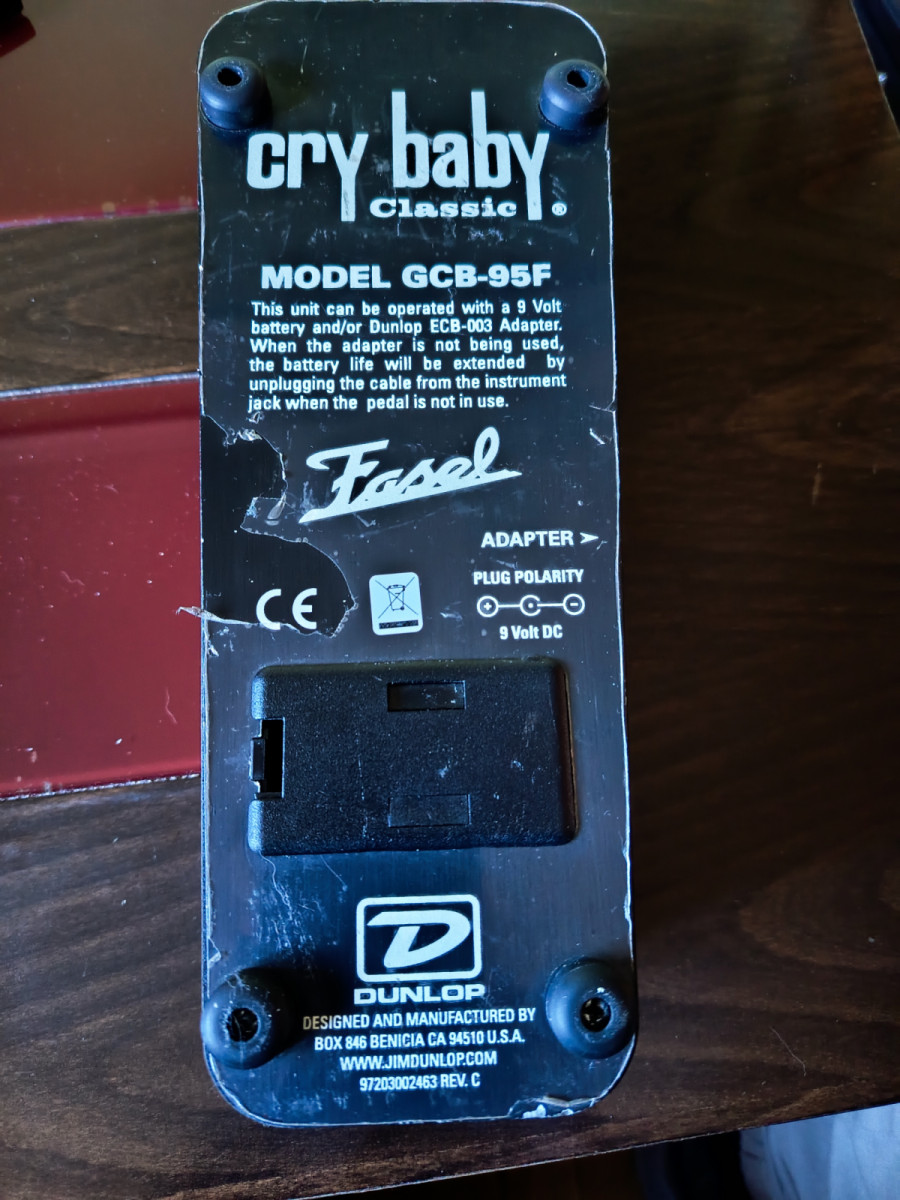 cry baby
Classic ®
MODEL GCB-95F
This unit can be operated with a 9 Volt
battery and/or Dunlop ECB-003 Adapter.
When the adapter is not being used,
the battery life will be extended by
unplugging the cable from the instrument
jack when the pedal is not in use.
Fasel
ADAPTER ➤
PLUG POLARITY
CE
+ -
9 Volt DC
D
DUNLOP
DESIGNED AND MANUFACTURED BY
BOX 846 BENICIA CA 94510 U.S.A.
WWW.JIMDUNLOP.COM
97203002463 REV. C